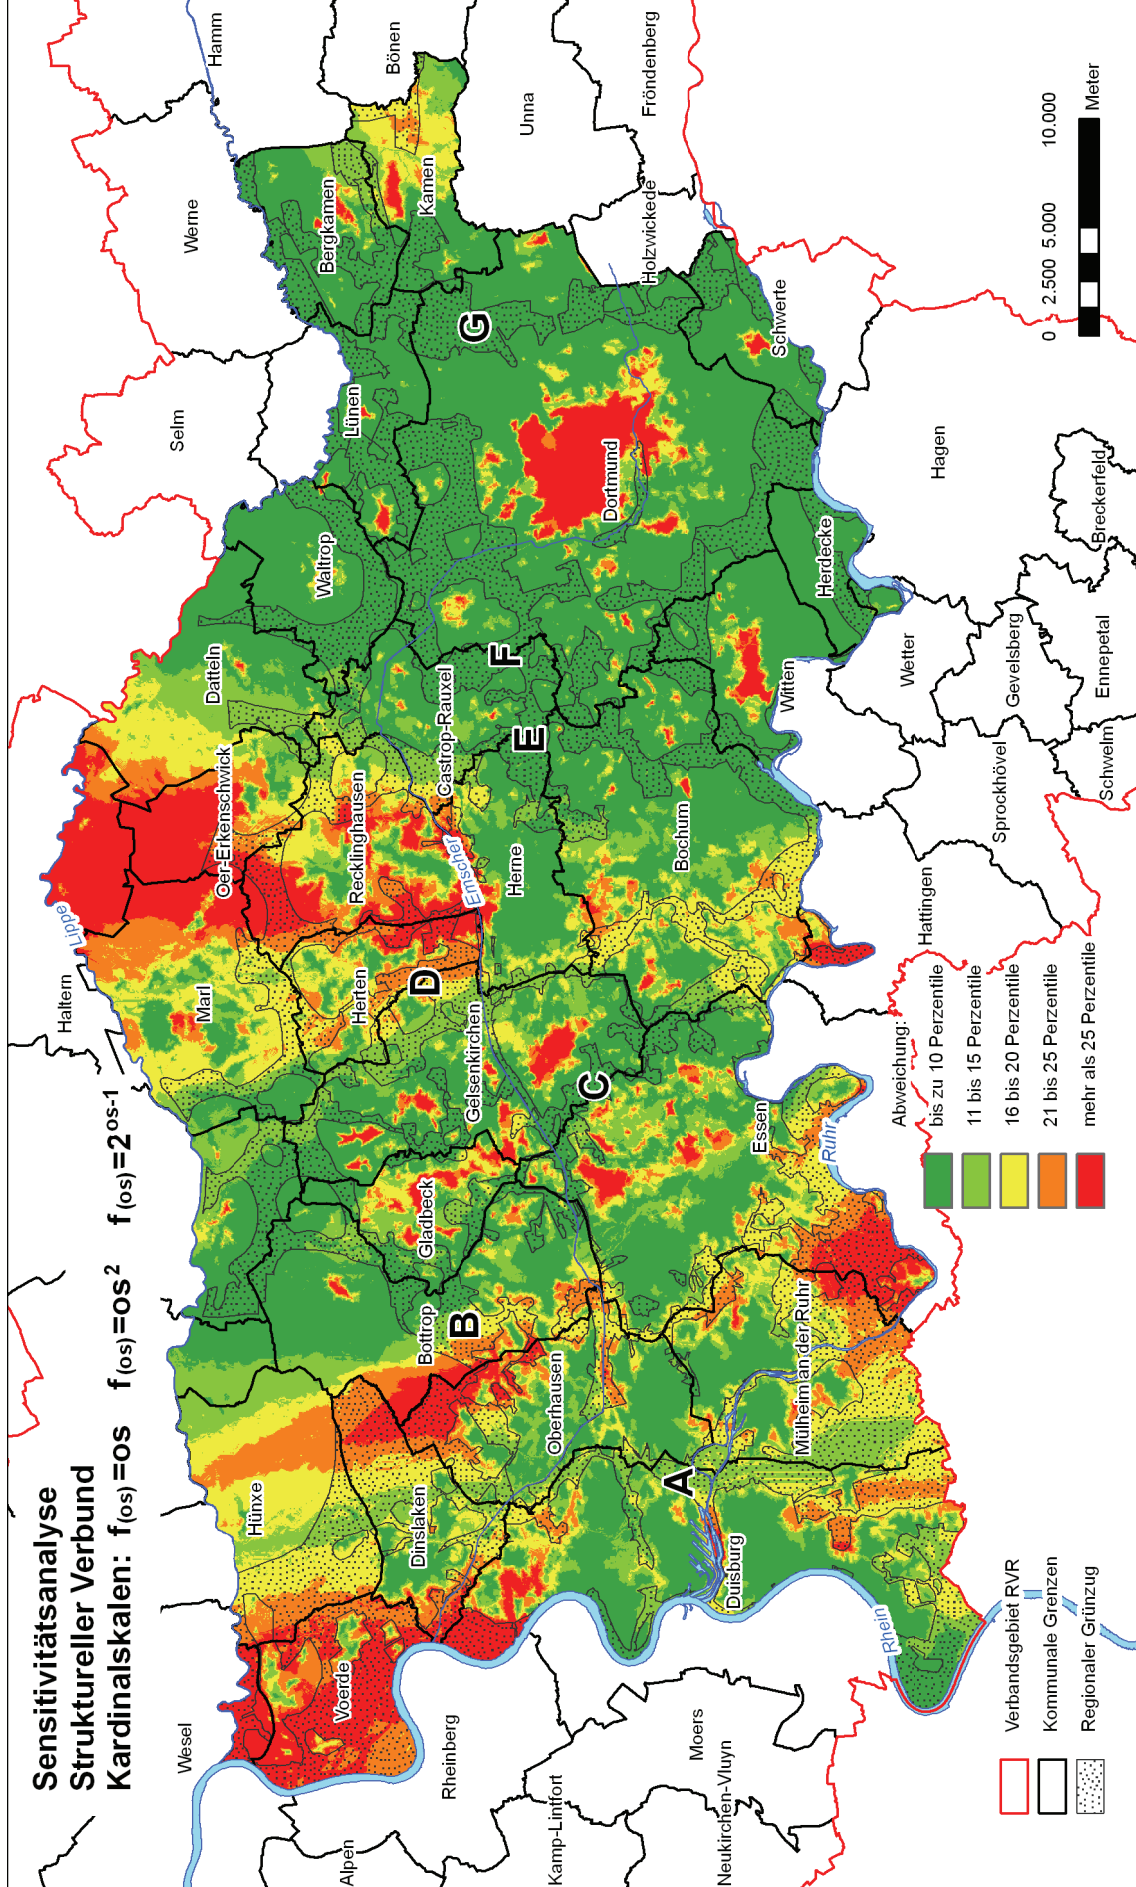 Sensitivitätsanalyse
Struktureller Verbund
Kardinalskalen: f(os)=os f(os)=os² f(os)=2^os-1
Wesel
Hünxe
Voerde
Dinslaken
Rheinberg
Alpen
Kamp-Lintfort
Moers
Neukirchen-Vluyn
Duisburg
Rhein
Oberhausen
Mülheim an der Ruhr
Bottrop
Gladbeck
Gelsenkirchen
Essen
Ruhr
Haltern
Lippe
Marl
Herten
Oer-Erkenschwick
Recklinghausen
Emscher
Herne
Bochum
Hattingen
Datteln
Castrop-Rauxel
Waltrop
Witten
Herdecke
Wetter
Sprockhövel
Gevelsberg
Schwelm
Ennepetal
Breckerfeld
Hagen
Selm
Lünen
Dortmund
Schwerte
Werne
Bergkamen
Kamen
Hamm
Bönen
Unna
Holzwickede
Fröndenberg
A
B
C
D
E
F
G
Verbandsgebiet RVR
Kommunale Grenzen
Regionaler Grünzug
Abweichung:
bis zu 10 Perzentile
11 bis 15 Perzentile
16 bis 20 Perzentile
21 bis 25 Perzentile
mehr als 25 Perzentile
0 2.500 5.000 10.000
Meter